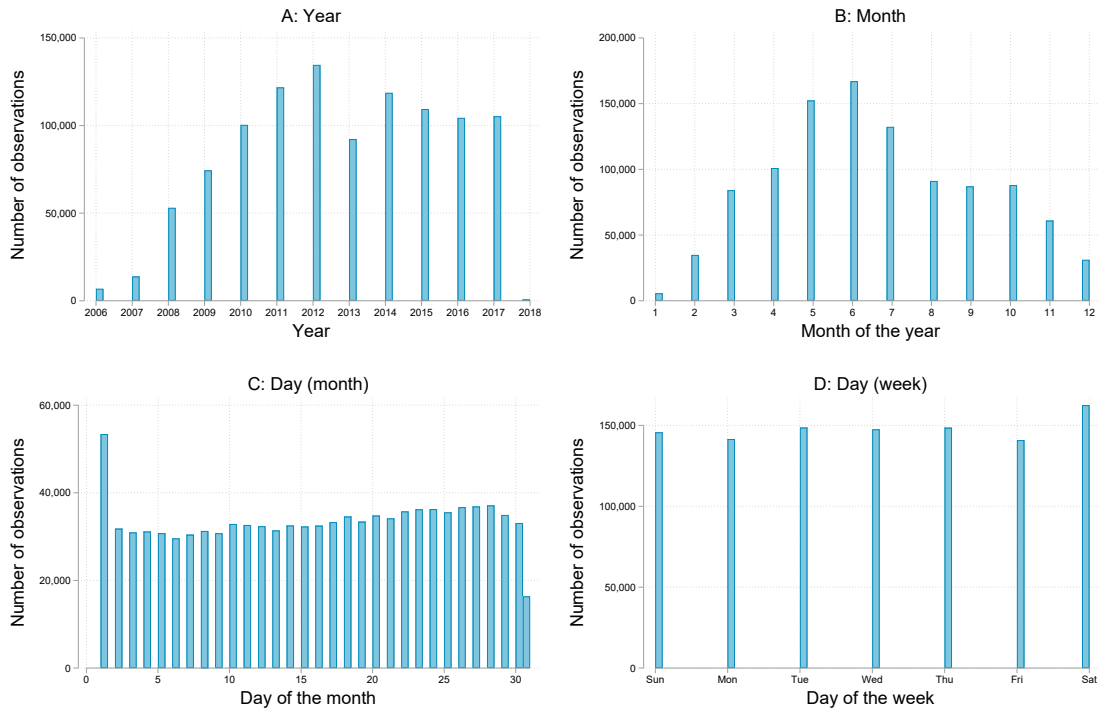 A: Year
Number of observations
150,000
100,000
50,000
0
2006 2007 2008 2009 2010 2011 2012 2013 2014 2015 2016 2017 2018
Year
B: Month
Number of observations
200,000
150,000
100,000
50,000
0
1 2 3 4 5 6 7 8 9 10 11 12
Month of the year
C: Day (month)
Number of observations
60,000
40,000
20,000
0
0 5 10 15 20 25 30
Day of the month
D: Day (week)
Number of observations
150,000
100,000
50,000
0
Sun Mon Tue Wed Thu Fri Sat
Day of the week